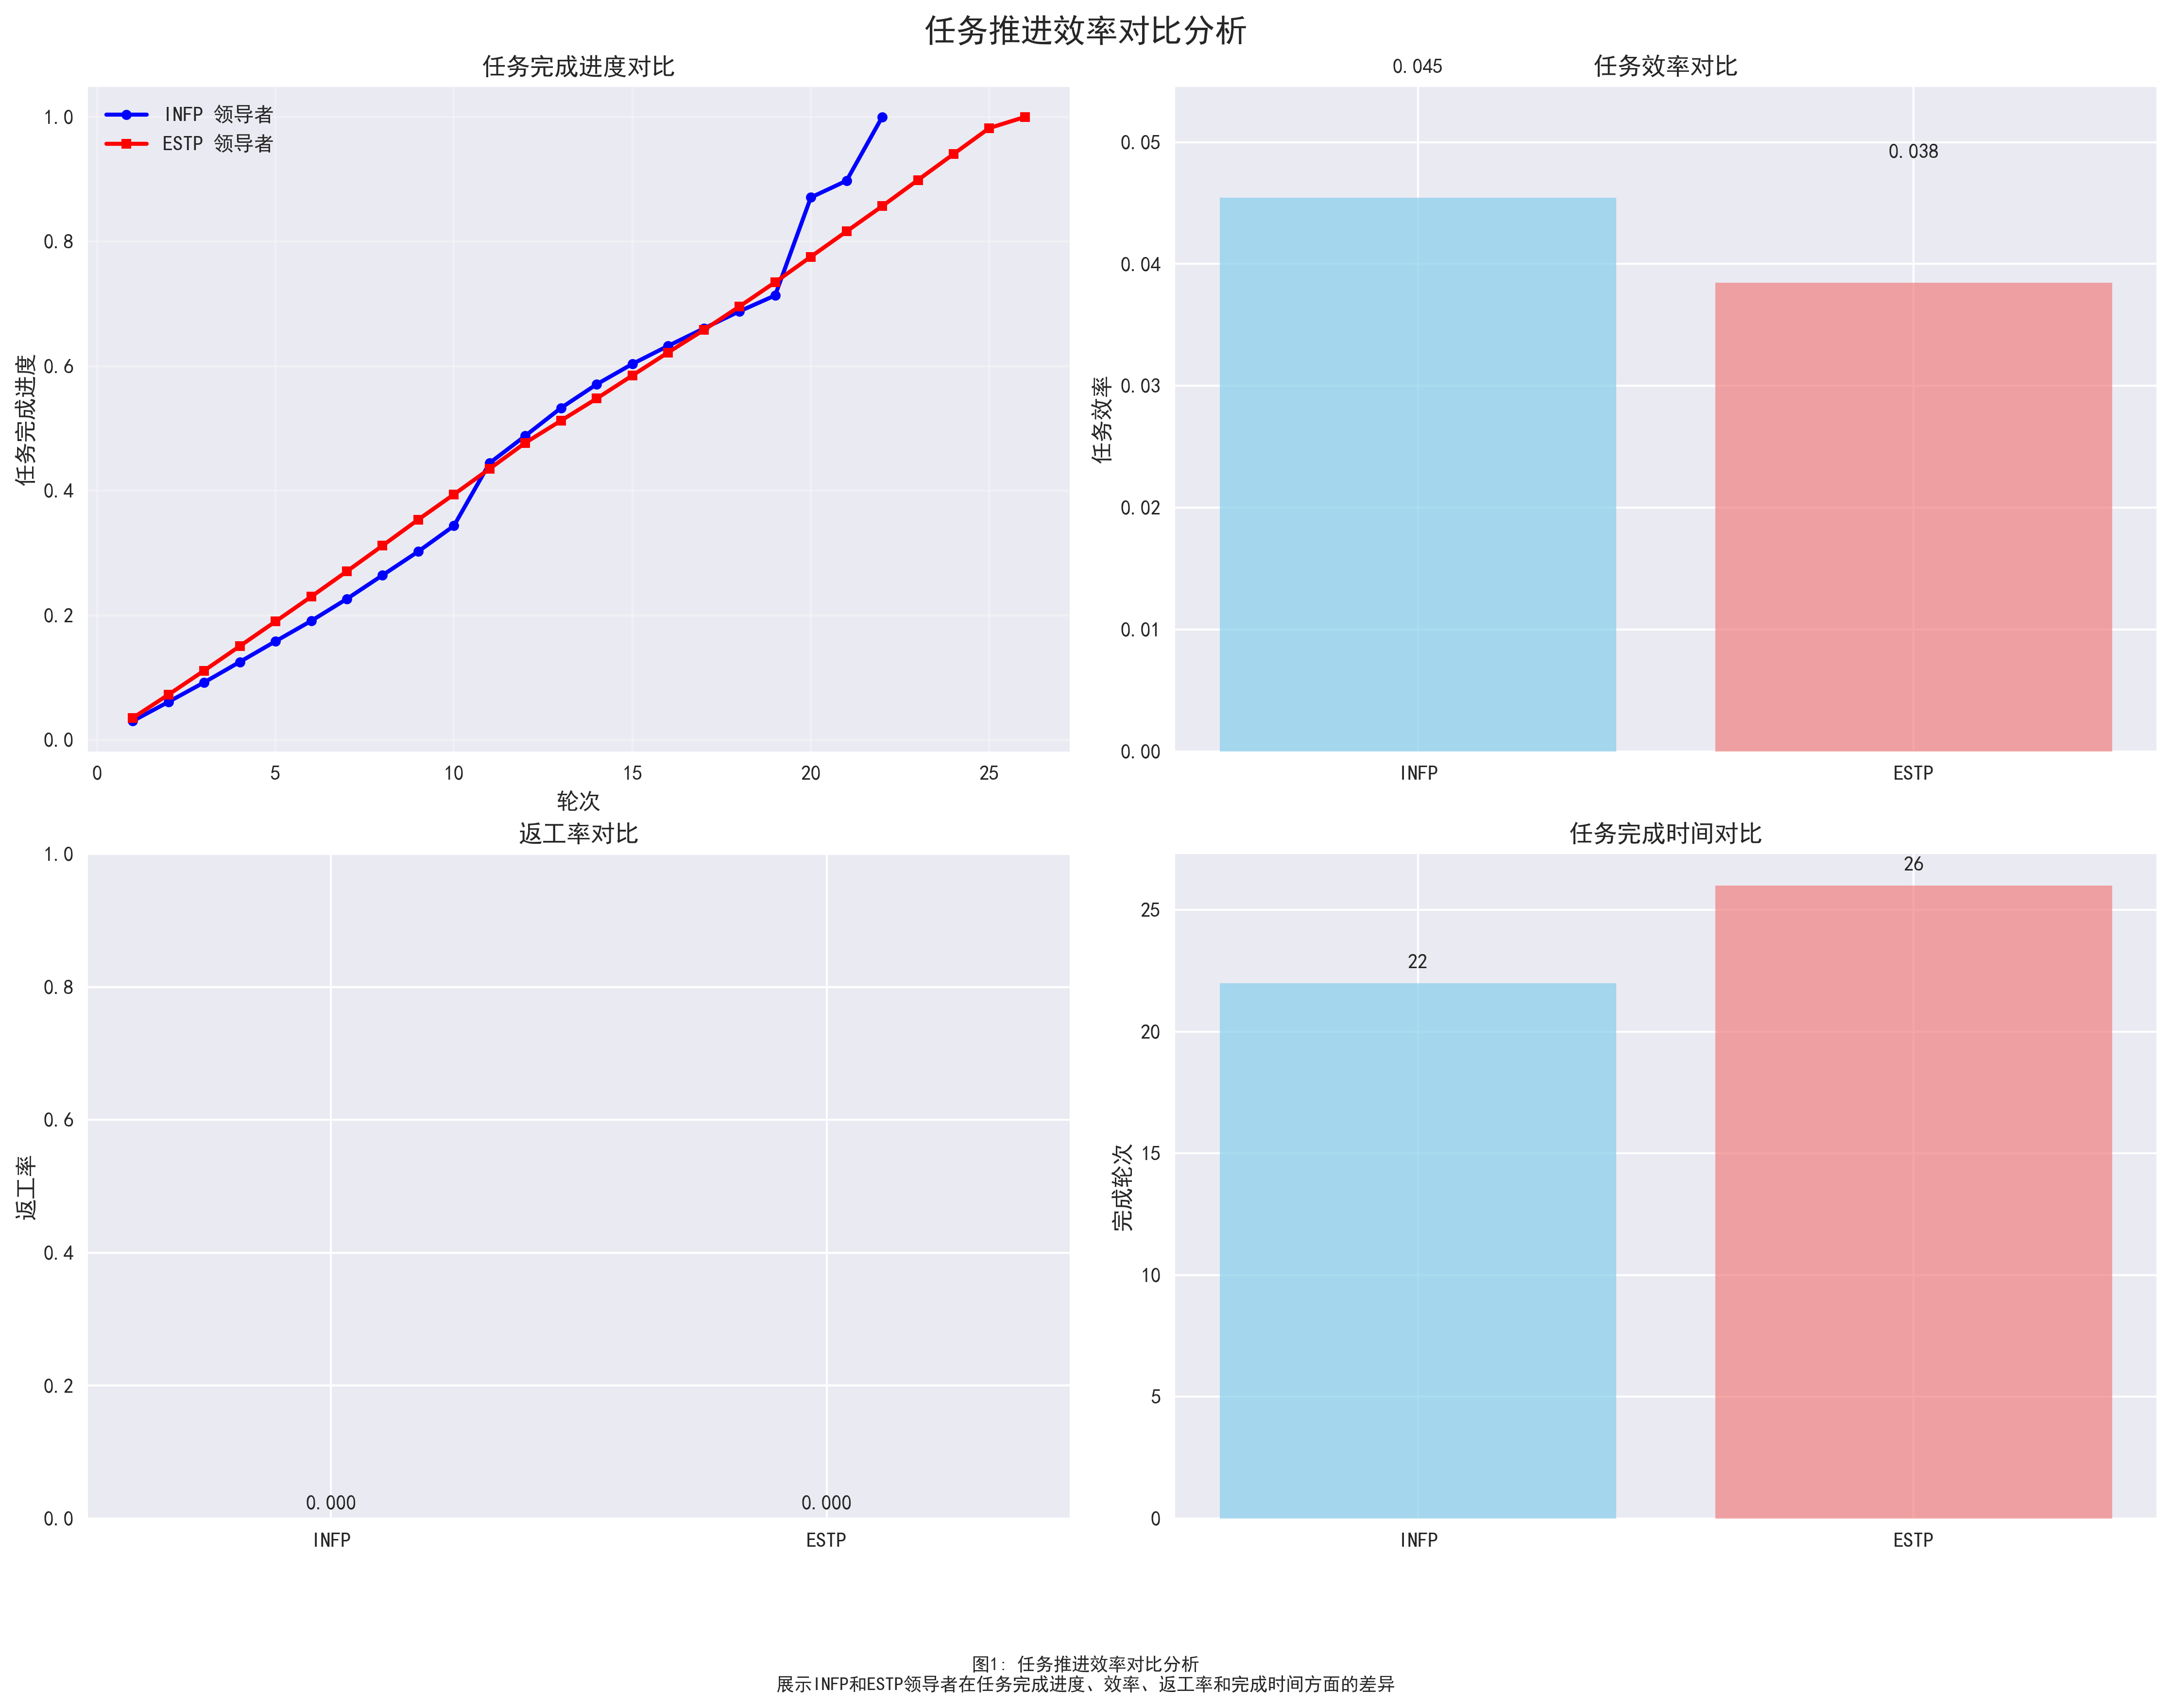 任务推进效率对比分析
任务完成进度对比
INFP 领导者
ESTP 领导者
任务完成进度
1.0
0.8
0.6
0.4
0.2
0.0
0 5 10 15 20 25
轮次
任务效率对比
0.045
0.038
任务效率
0.05
0.04
0.03
0.02
0.01
0.00
INFP ESTP
返工率对比
返工率
1.0
0.8
0.6
0.4
0.2
0.0
0.000 0.000
INFP ESTP
任务完成时间对比
26
22
完成轮次
25
20
15
10
5
0
INFP ESTP
图1: 任务推进效率对比分析
展示INFP和ESTP领导者在任务完成进度、效率、返工率和完成时间方面的差异